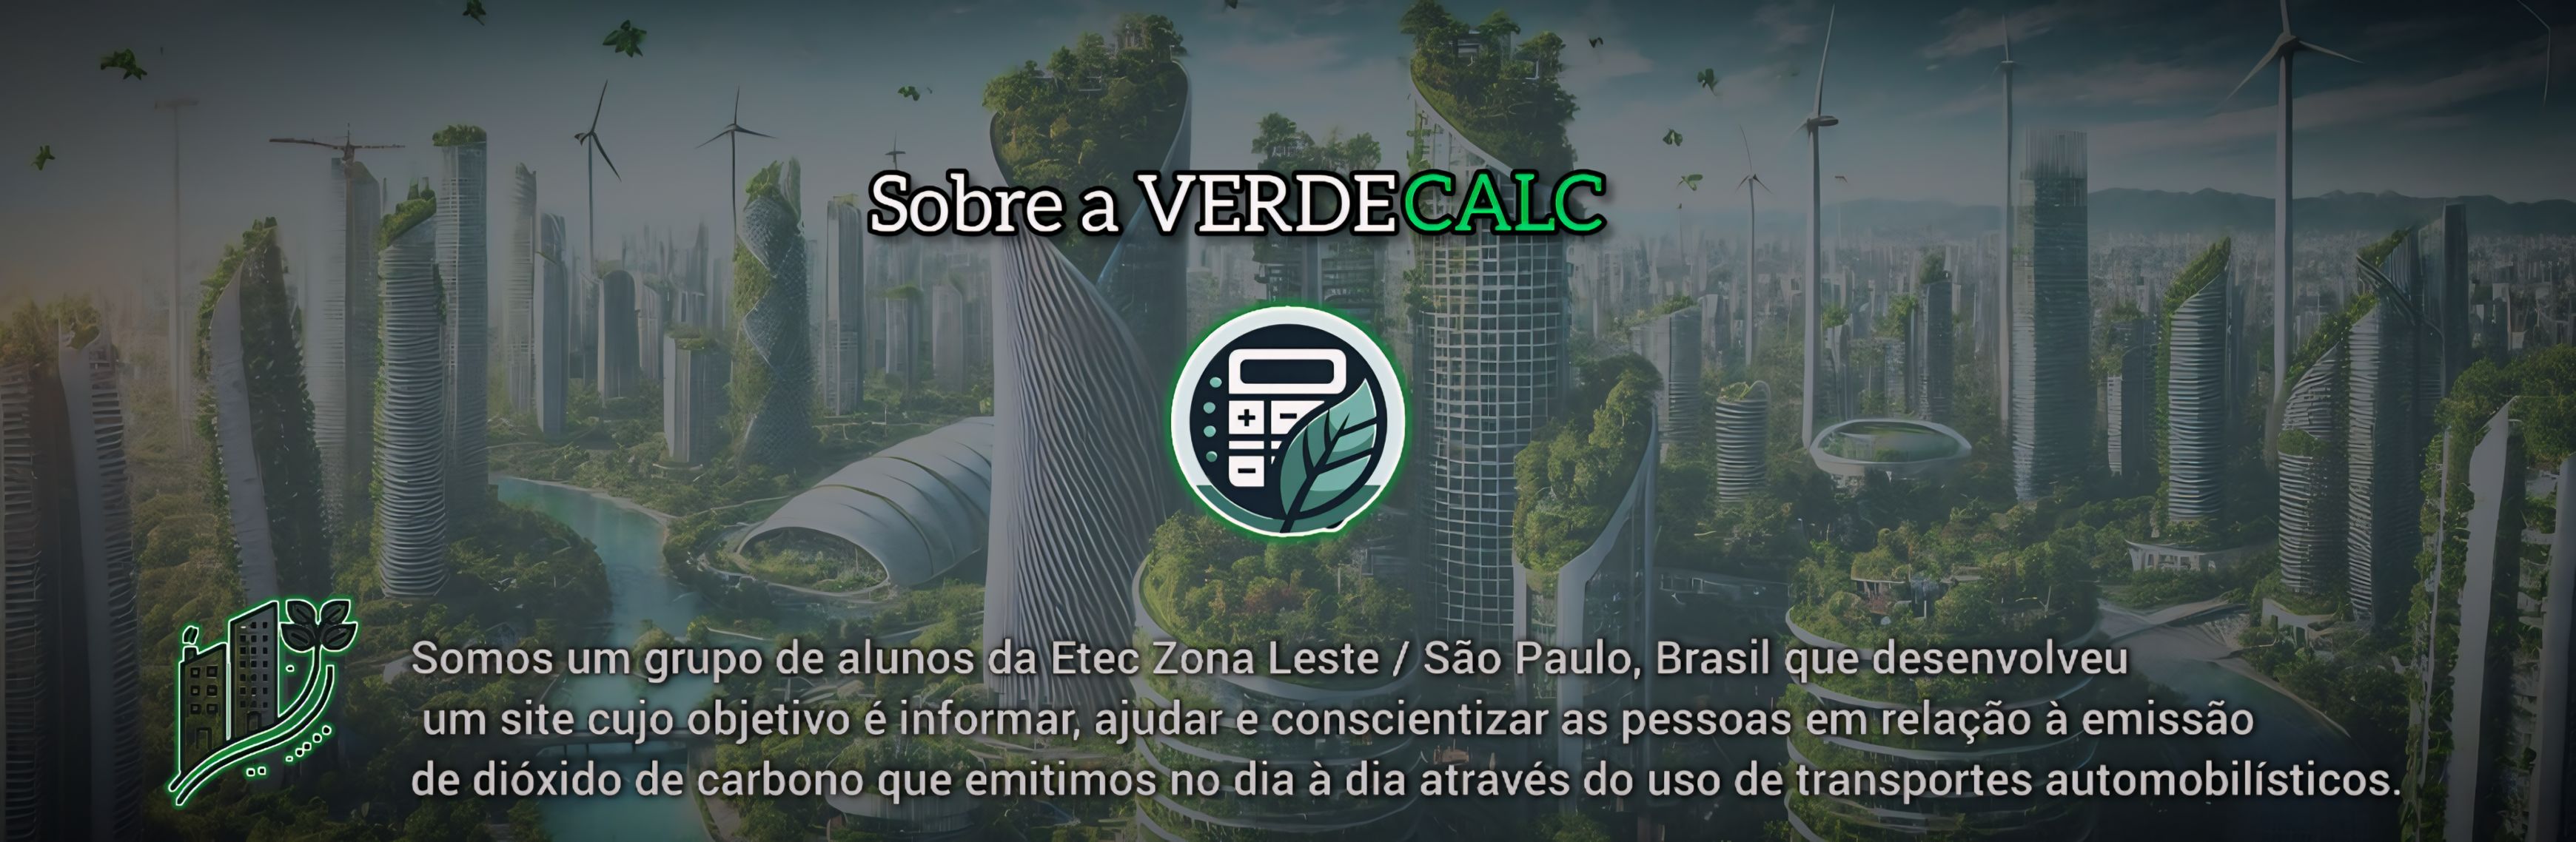 Sobre a VERDECALC
Somos um grupo de alunos da Etec Zona Leste / São Paulo, Brasil que desenvolveu
um site cujo objetivo é informar, ajudar e conscientizar as pessoas em relação à emissão
de dióxido de carbono que emitimos no dia à dia através do uso de transportes automobilísticos.